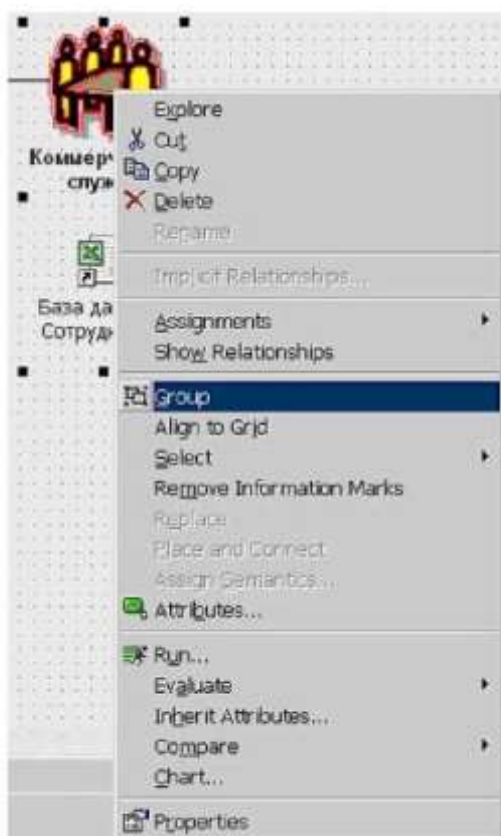 Explore
Cut
Copy
Delete
Rename
Implicit Relationships...
Assignments
Show Relationships
Group
Align to Grid
Select
Remove Information Marks
Replace
Place and Connect
Assign Semantics...
Attributes...
Run...
Evaluate
Inherit Attributes...
Compare
Chart...
Properties
Коммерч
служ
База да
Сотрудн